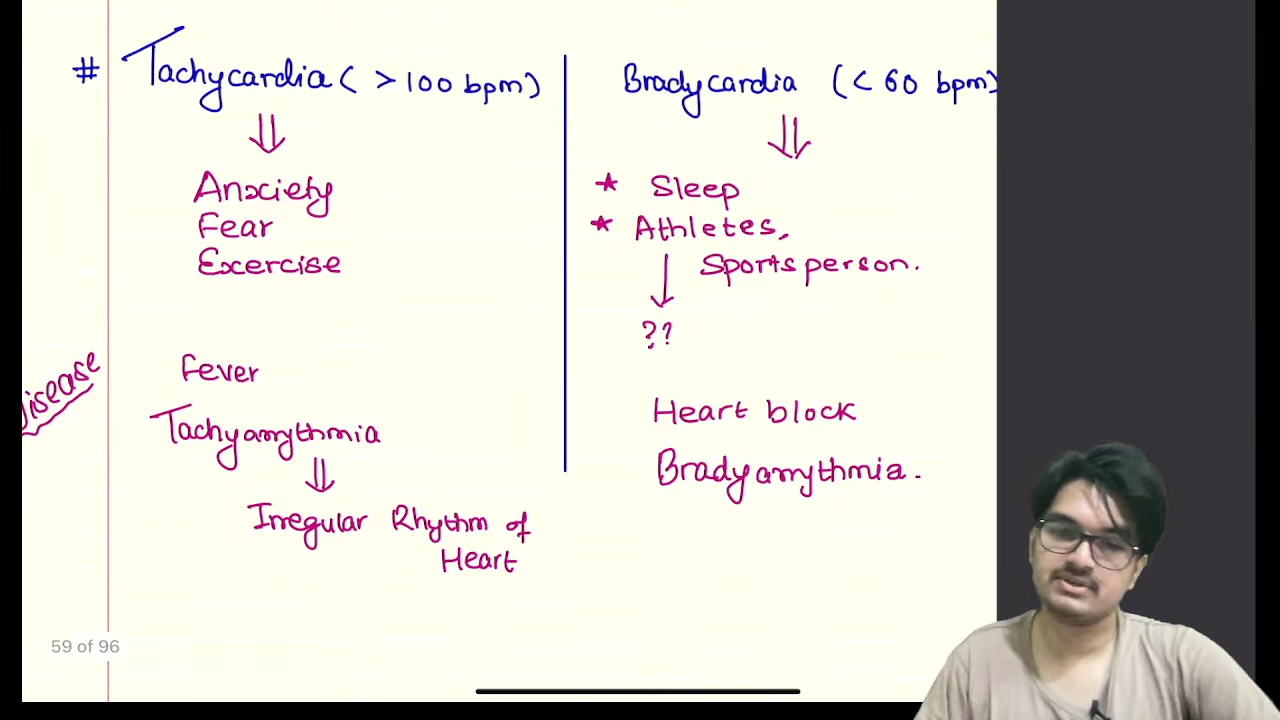 # Tachycardia ( > 100 bpm)
⇓
Anxiety
Fear
Exercise
Disease
Fever
Tachyarrythmia
⇓
Irregular Rhythm of
Heart
Bradycardia (< 60 bpm)
⇓
* Sleep
* Athletes,
↓ Sportsperson.
??
Heart block
Bradyarrythmia.
59 of 96